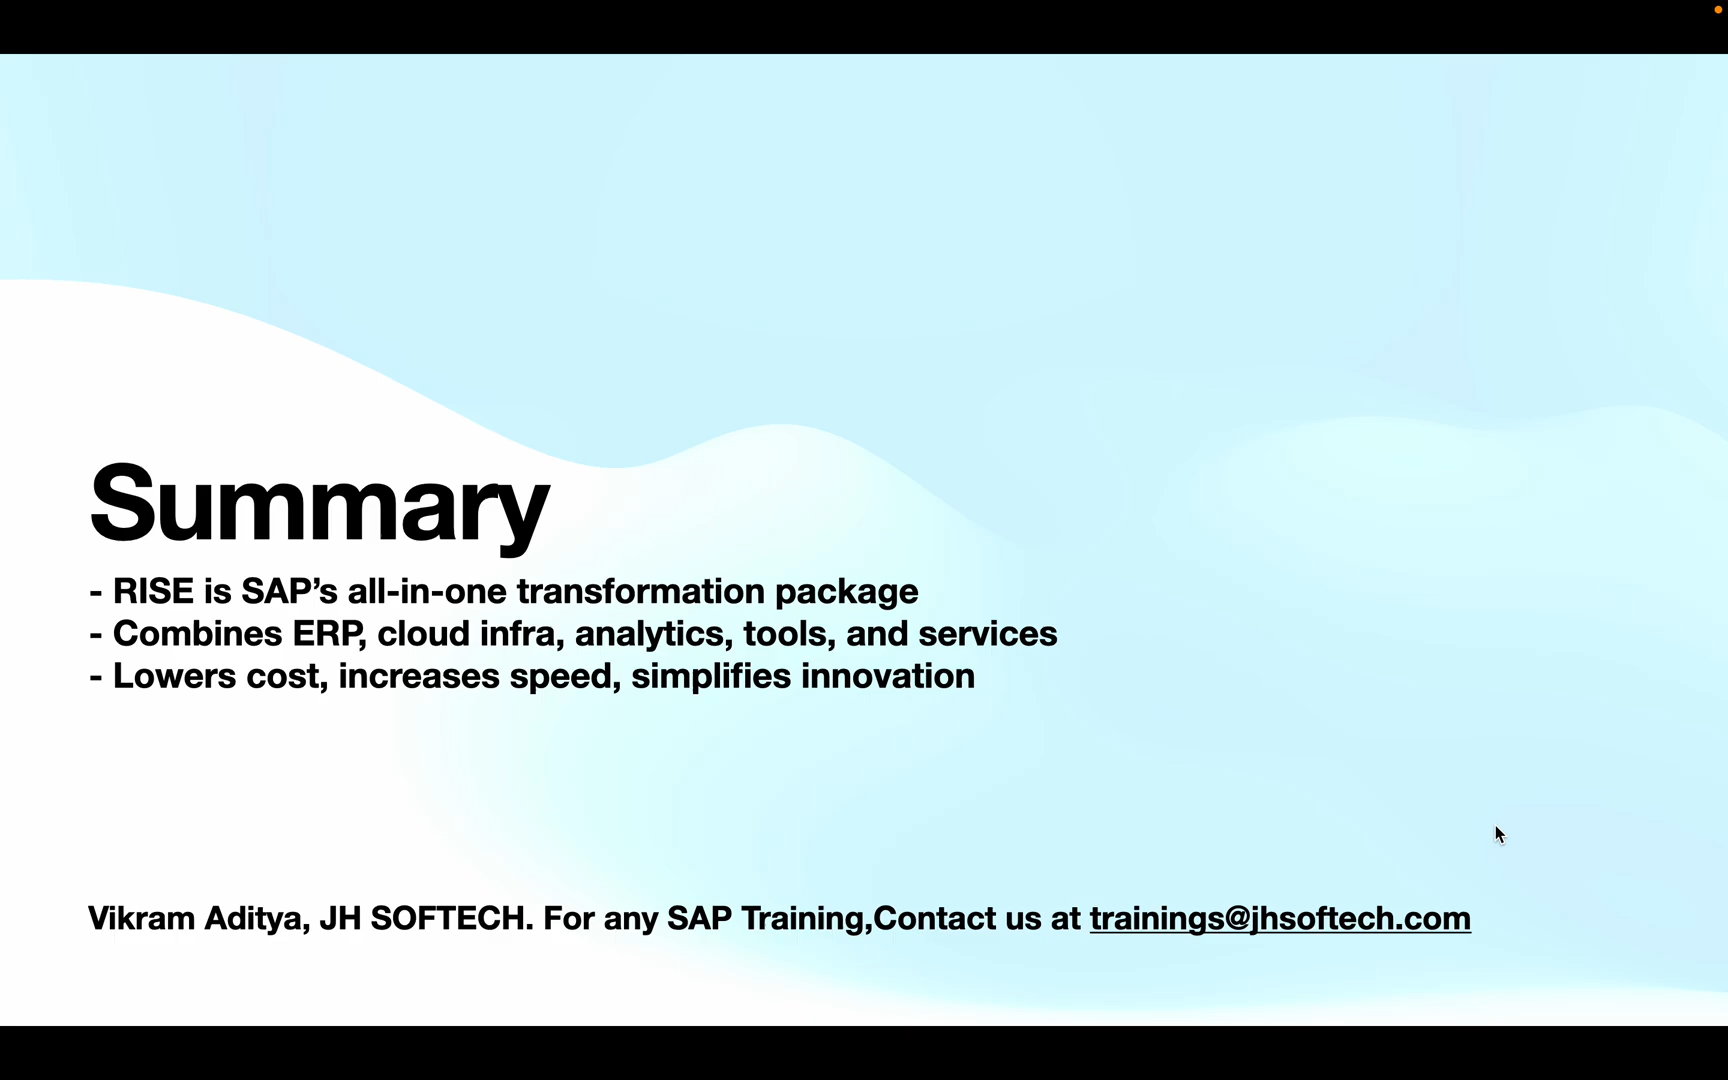 Summary
- RISE is SAP’s all-in-one transformation package
- Combines ERP, cloud infra, analytics, tools, and services
- Lowers cost, increases speed, simplifies innovation
Vikram Aditya, JH SOFTECH. For any SAP Training,Contact us at trainings@jhsoftech.com